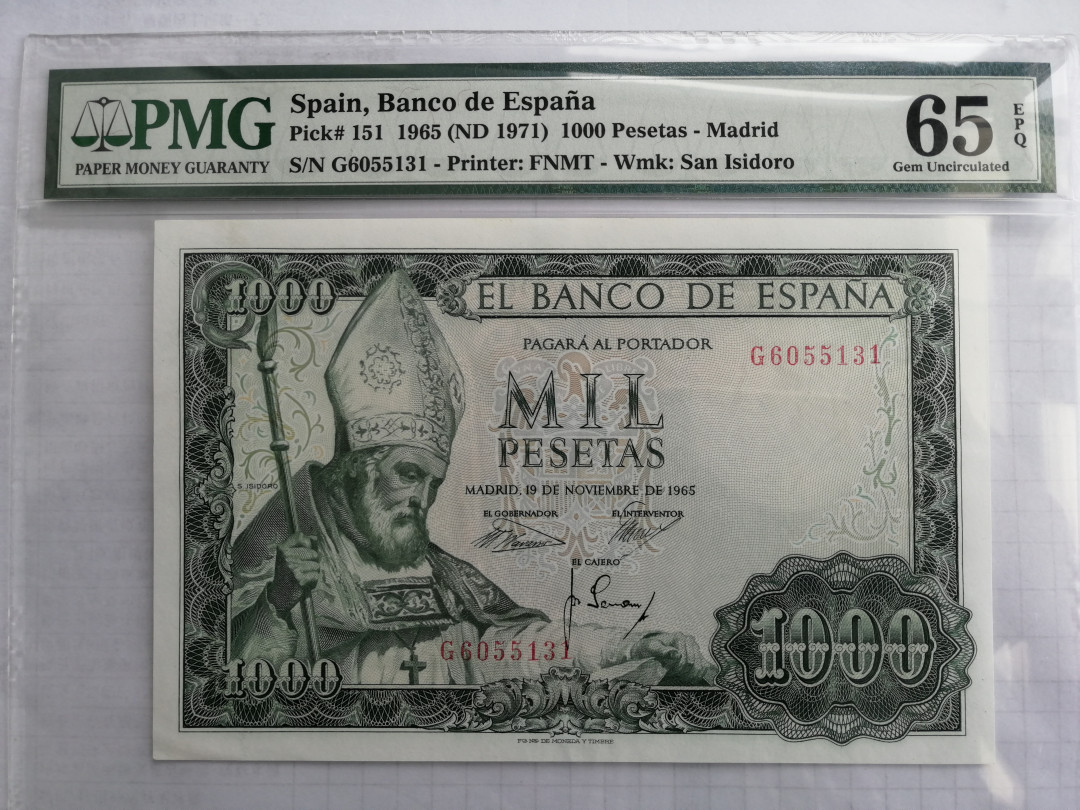 PMG
PAPER MONEY GUARANTY
Spain, Banco de España
Pick# 151 1965 (ND 1971) 1000 Pesetas - Madrid
S/N G6055131 - Printer: FNMT - Wmk: San Isidoro
65
EPQ
Gem Uncirculated
1000
EL BANCO DE ESPAÑA
PAGARÁ AL PORTADOR
G6055131
MIL
PESETAS
S. ISIDORO
MADRID, 19 DE NOVIEMBRE DE 1965
EL GOBERNADOR
EL INTERVENTOR
EL CAJERO
G6055131
1000
1000